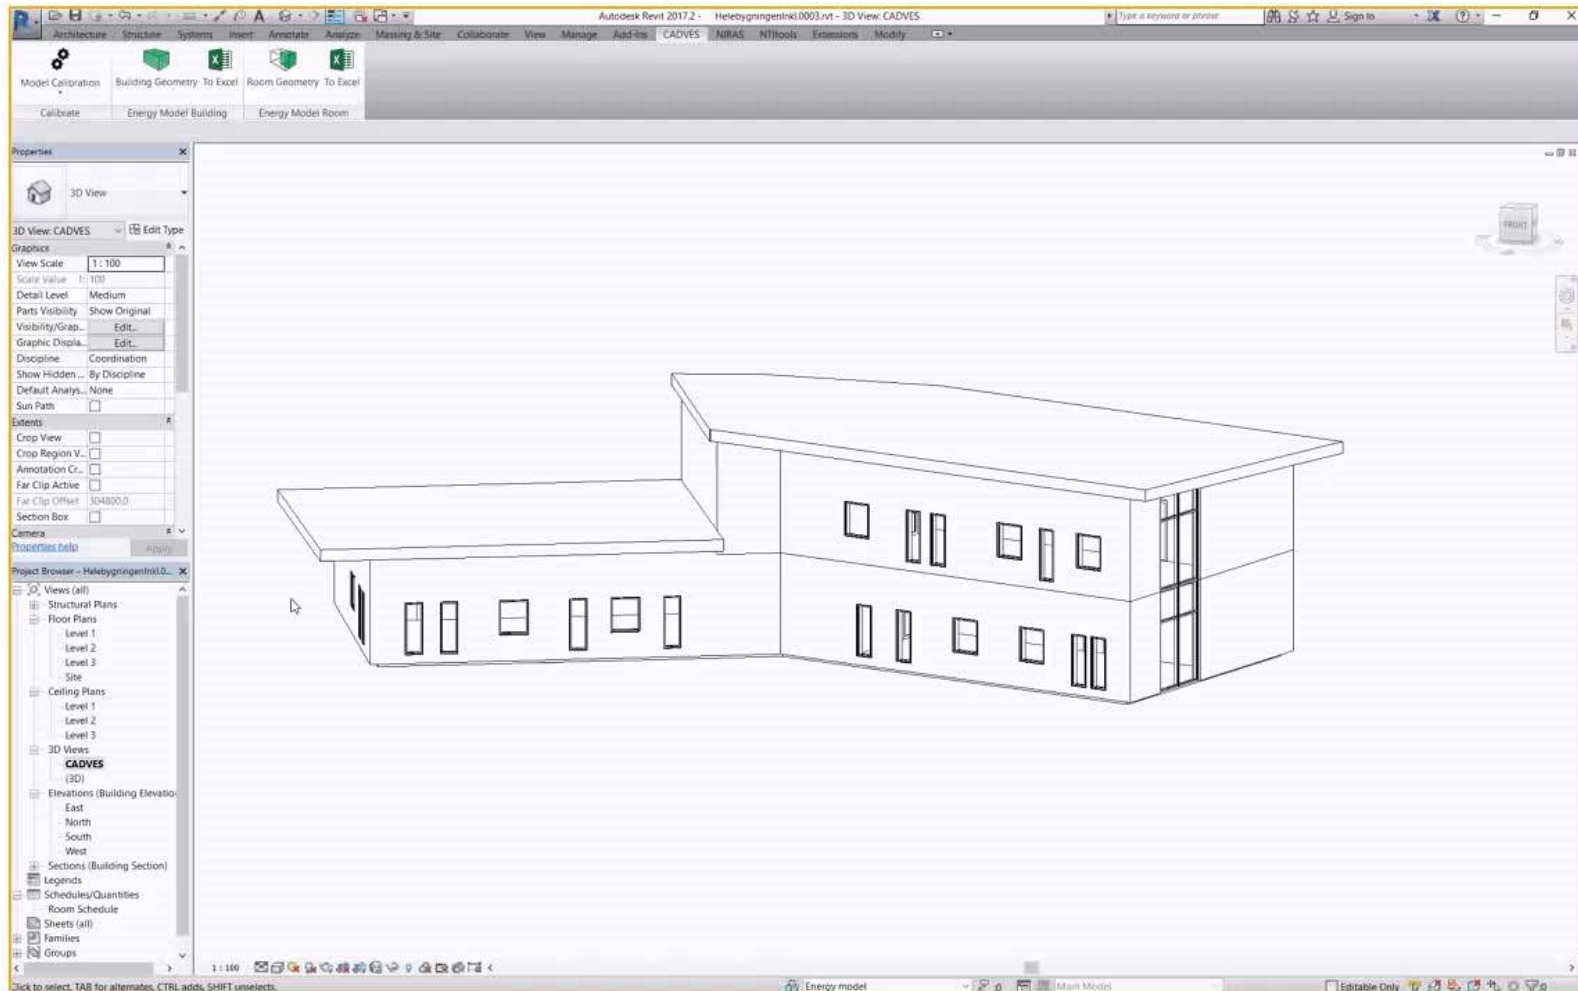 Autodesk Revit 2017.2 - HelebygningenInkl.0003.rvt - 3D View: CADVES
Type a keyword or phrase
Sign In
Architecture Structure Systems Insert Annotate Analyze Massing & Site Collaborate View Manage Add-Ins CADVES NIRAS NTItools Extensions Modify
Model Calibration Building Geometry To Excel Room Geometry To Excel
Calibrate Energy Model Building Energy Model Room
Properties
3D View
3D View: CADVES Edit Type
Graphics
View Scale 1 : 100
Scale Value 1: 100
Detail Level Medium
Parts Visibility Show Original
Visibility/Grap... Edit...
Graphic Displa... Edit...
Discipline Coordination
Show Hidden ... By Discipline
Default Analys... None
Sun Path
Extents
Crop View
Crop Region V...
Annotation Cr...
Far Clip Active
Far Clip Offset 304800.0
Section Box
Camera
Properties help Apply
Project Browser - HelebygningenInkl.0...
Views (all)
Structural Plans
Floor Plans
Level 1
Level 2
Level 3
Site
Ceiling Plans
Level 1
Level 2
Level 3
3D Views
CADVES
(3D)
Elevations (Building Elevatio
East
North
South
West
Sections (Building Section)
Legends
Schedules/Quantities
Room Schedule
Sheets (all)
Families
Groups
FRONT
1 : 100
Click to select, TAB for alternates, CTRL adds, SHIFT unselects.
Energy model
:0
Main Model
Editable Only
:0